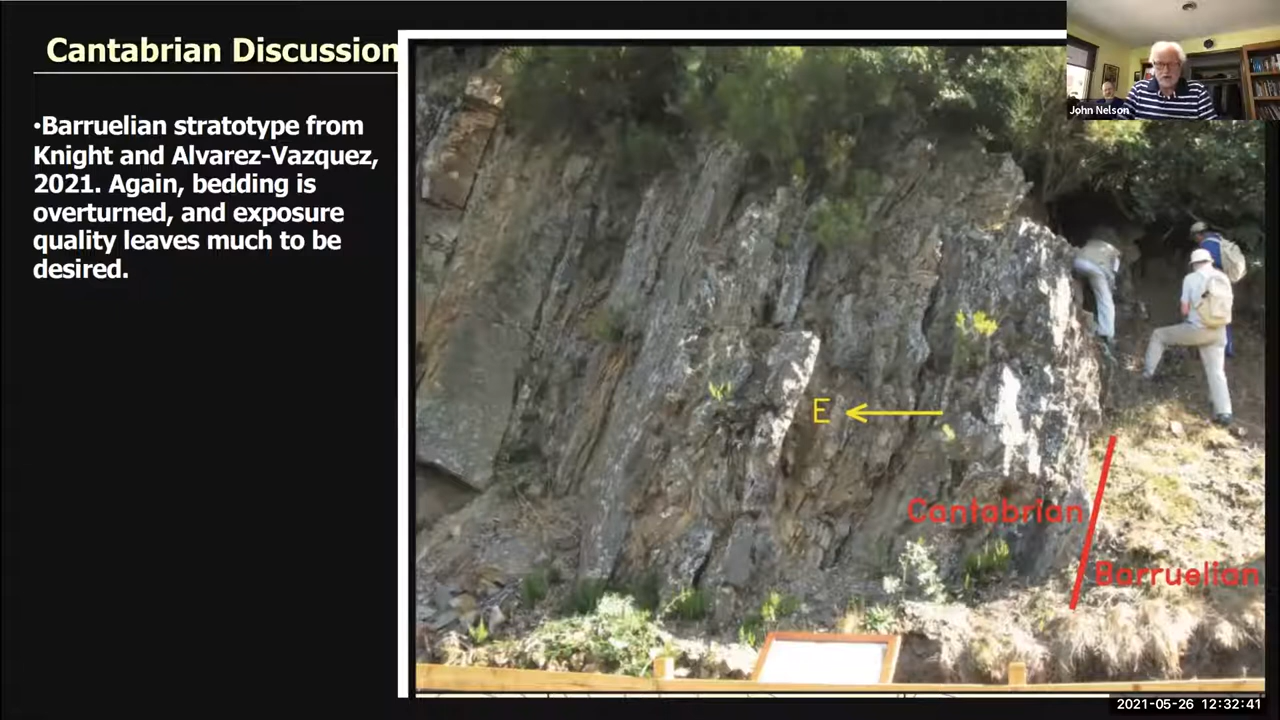 Cantabrian Discussion
•Barruelian stratotype from
Knight and Alvarez-Vazquez,
2021. Again, bedding is
overturned, and exposure
quality leaves much to be
desired.
John Nelson
E
Cantabrian
Barruelian
2021-05-26 12:32:41